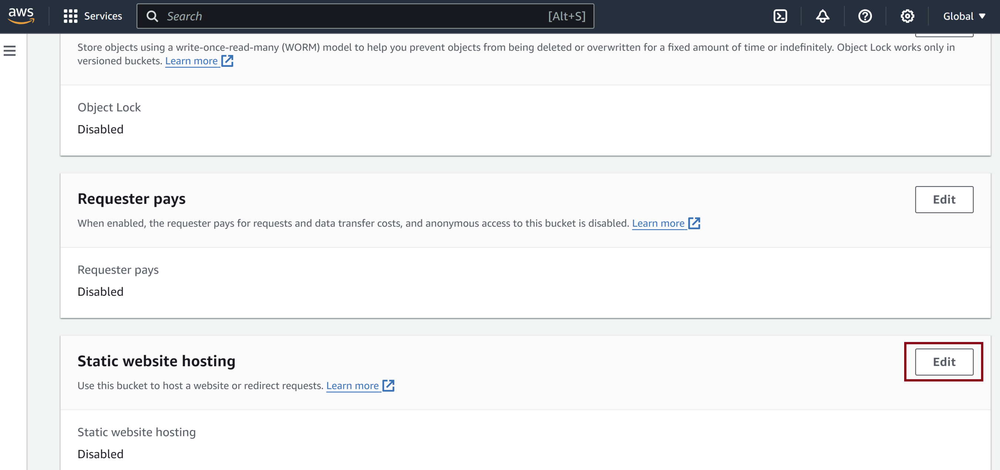 aws
Services
Search
[Alt+S]
Global
Store objects using a write-once-read-many (WORM) model to help you prevent objects from being deleted or overwritten for a fixed amount of time or indefinitely. Object Lock works only in
versioned buckets. Learn more
Object Lock
Disabled
Requester pays
Edit
When enabled, the requester pays for requests and data transfer costs, and anonymous access to this bucket is disabled. Learn more
Requester pays
Disabled
Static website hosting
Edit
Use this bucket to host a website or redirect requests. Learn more
Static website hosting
Disabled